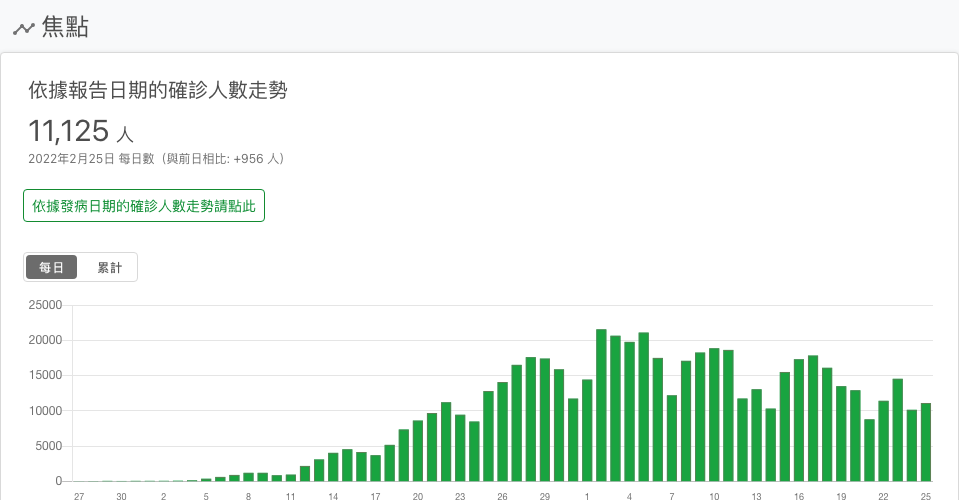 焦點
依據報告日期的確診人數走勢
11,125 人
2022年2月25日 每日數（與前日相比: +956 人）
依據發病日期的確診人數走勢請點此
每日 累計
25000
20000
15000
10000
5000
0
27 30 2 5 8 11 14 17 20 23 26 29 1 4 7 10 13 16 19 22 25